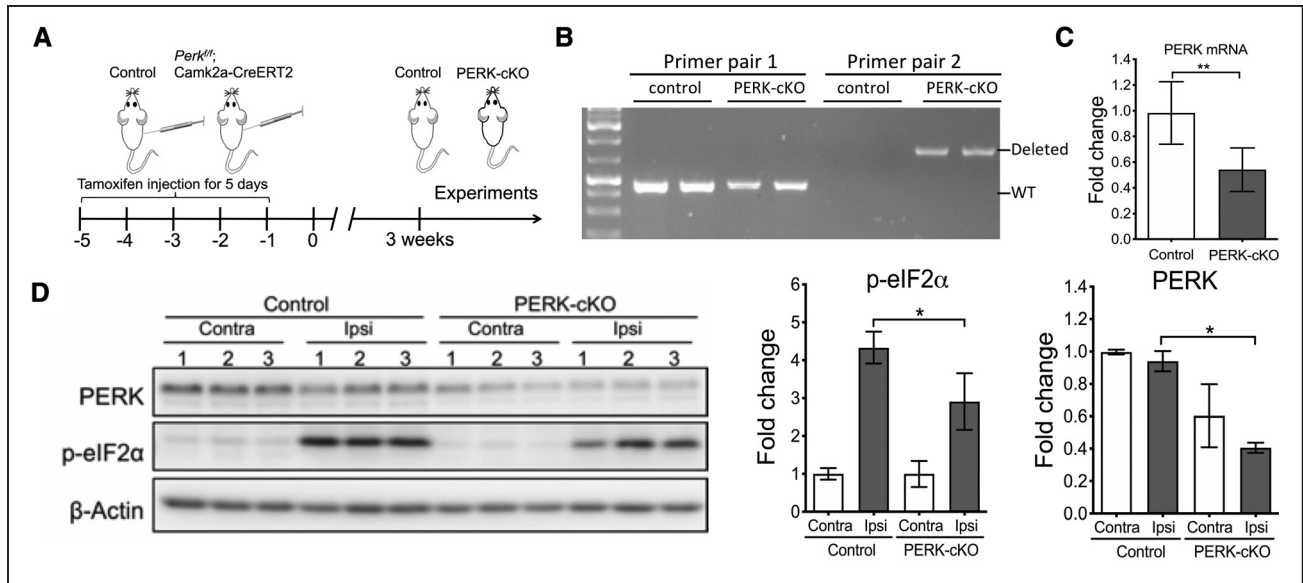 A
Perk^f/f;
Control Camk2a-CreERT2
Control PERK-cKO
Tamoxifen injection for 5 days
Experiments
-5 -4 -3 -2 -1 0 3 weeks
B
Primer pair 1 Primer pair 2
control PERK-cKO control PERK-cKO
Deleted
WT
C
PERK mRNA
**
Fold change
1.4
1.2
1.0
0.8
0.6
0.4
0.2
0.0
Control PERK-cKO
D
Control PERK-cKO
Contra Ipsi Contra Ipsi
1 2 3 1 2 3 1 2 3 1 2 3
PERK
p-eIF2α
β-Actin
p-eIF2α
*
Fold change
6
5
4
3
2
1
0
Contra Ipsi Contra Ipsi
Control PERK-cKO
PERK
*
Fold change
1.4
1.2
1.0
0.8
0.6
0.4
0.2
0.0
Contra Ipsi Contra Ipsi
Control PERK-cKO